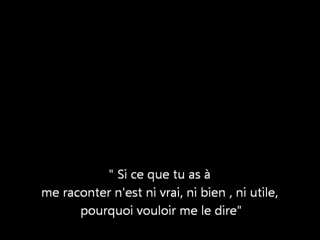 " Si ce que tu as à
me raconter n'est ni vrai, ni bien , ni utile,
pourquoi vouloir me le dire"